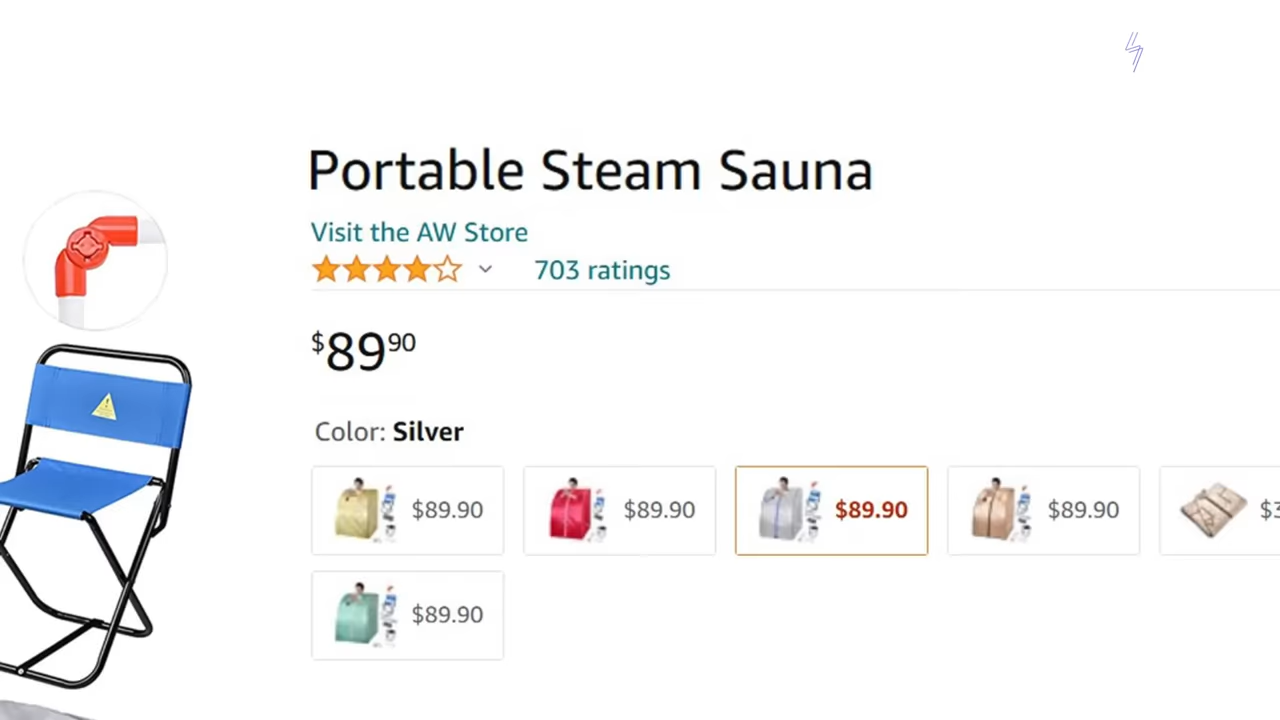 Portable Steam Sauna
Visit the AW Store
703 ratings
$89.90
Color: Silver
$89.90
$89.90
$89.90
$89.90
$3
$89.90